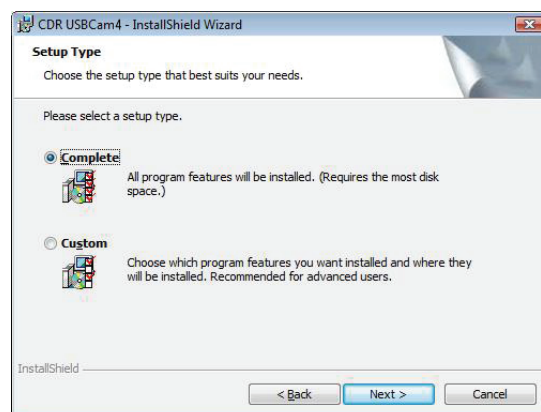 CDR USBCam4 - InstallShield Wizard
Setup Type
Choose the setup type that best suits your needs.
Please select a setup type.
Complete
All program features will be installed. (Requires the most disk
space.)
Custom
Choose which program features you want installed and where they
will be installed. Recommended for advanced users.
InstallShield
< Back
Next >
Cancel